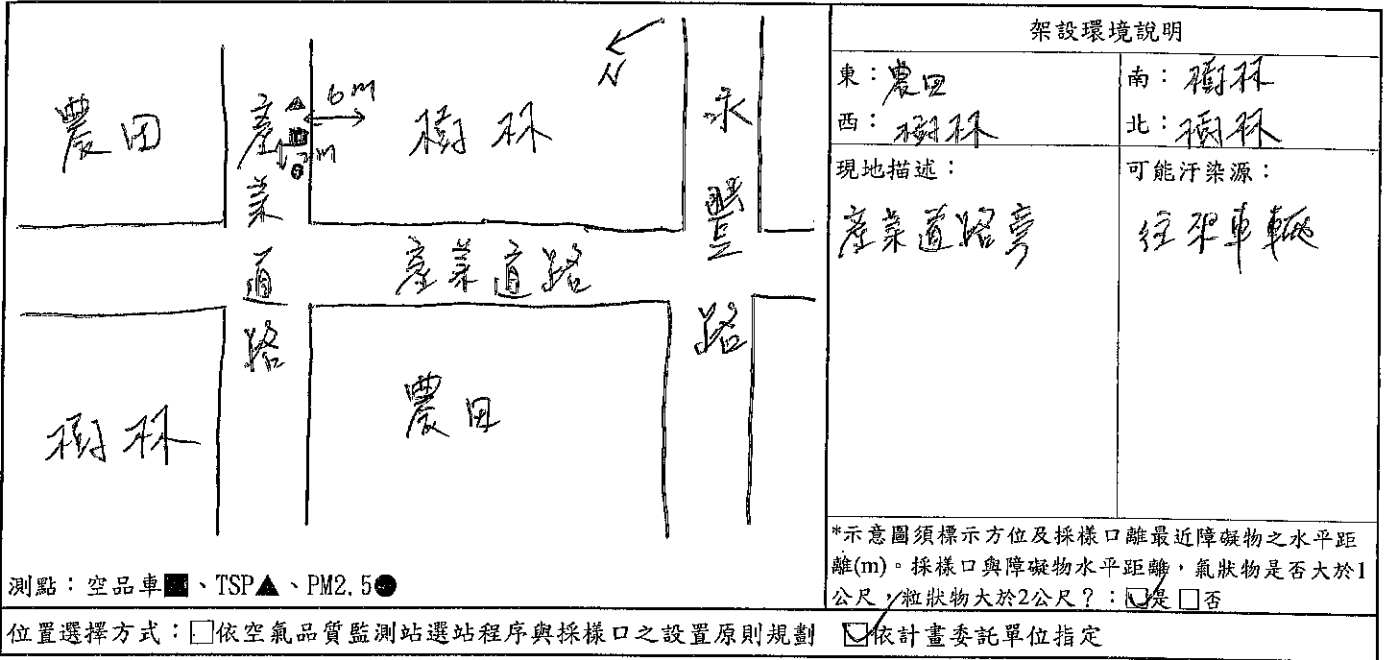 農田
產業道路
6m
2m
樹林
N
永豐路
產業道路
樹林
農田
測點：空品車■、TSP▲、PM2.5●
架設環境說明
東：農田
南：樹林
西：樹林
北：樹林
現地描述：
產業道路旁
可能汙染源：
往來車輛
*示意圖須標示方位及採樣口離最近障礙物之水平距
離(m)。採樣口與障礙物水平距離，氣狀物是否大於1
公尺，粒狀物大於2公尺？：☑是 □否
位置選擇方式：□依空氣品質監測站選站程序與採樣口之設置原則規劃 ☑依計畫委託單位指定